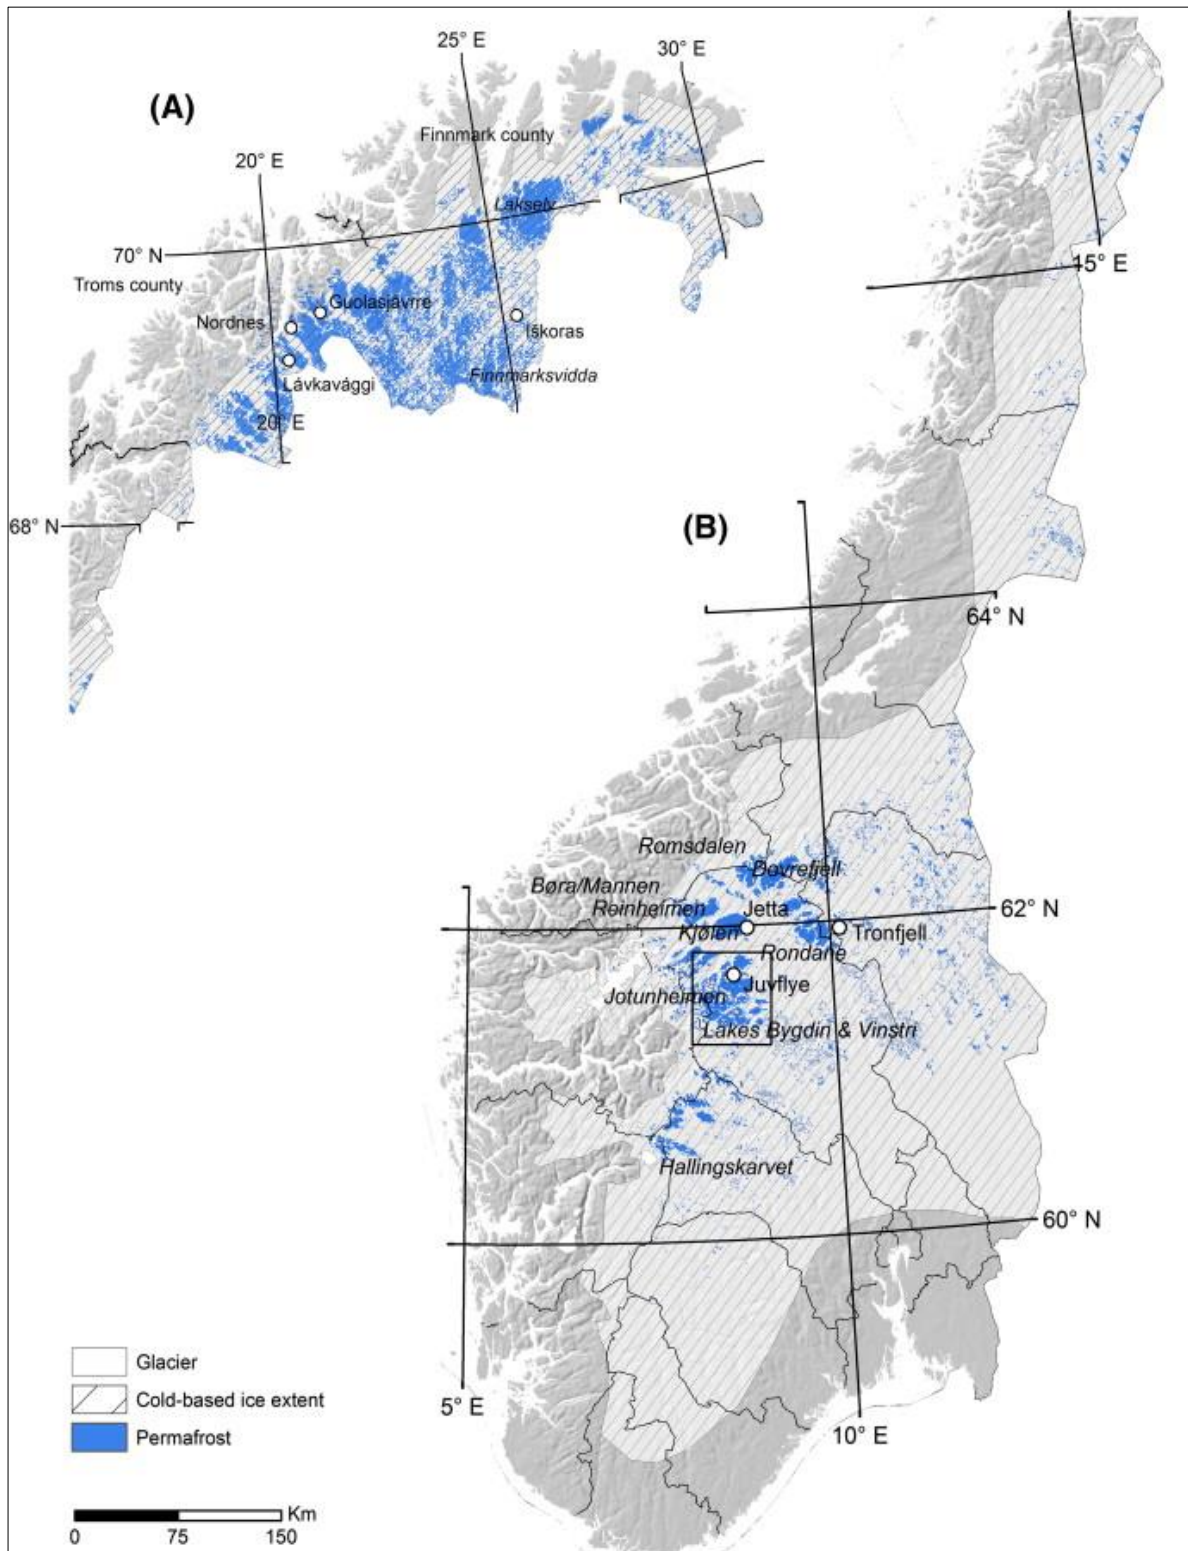 25° E
30° E
(A)
Finnmark county
20° E
Lakselv
70° N
15° E
Troms county
Guolasjávrre
Nordnes
Iškoras
Lávkavággi
Finnmarksvidda
20° E
68° N
(B)
64° N
Romsdalen
Dovrefjell
Børa/Mannen
Reinheimen
Jetta
62° N
Kjølen
Tronfjell
Rondane
Juvflye
Jotunheimen
Lakes Bygdin & Vinstri
Hallingskarvet
60° N
Glacier
Cold-based ice extent
Permafrost
5° E
10° E
Km
0 75 150